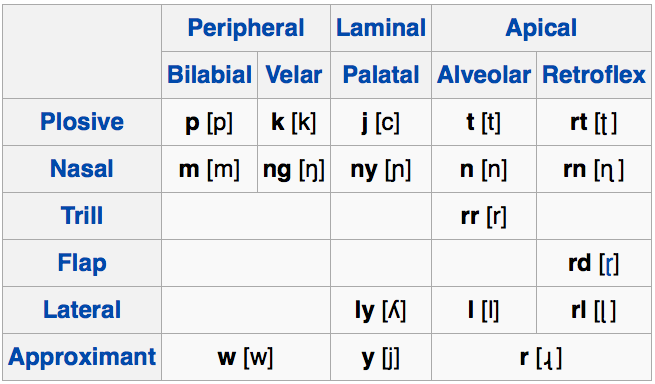 Peripheral Laminal Apical
Bilabial Velar Palatal Alveolar Retroflex
Plosive p [p] k [k] j [c] t [t] rt [ʈ]
Nasal m [m] ng [ŋ] ny [ɲ] n [n] rn [ɳ]
Trill rr [r]
Flap rd [ɽ]
Lateral ly [ʎ] l [l] rl [ɭ]
Approximant w [w] y [j] r [ɻ]